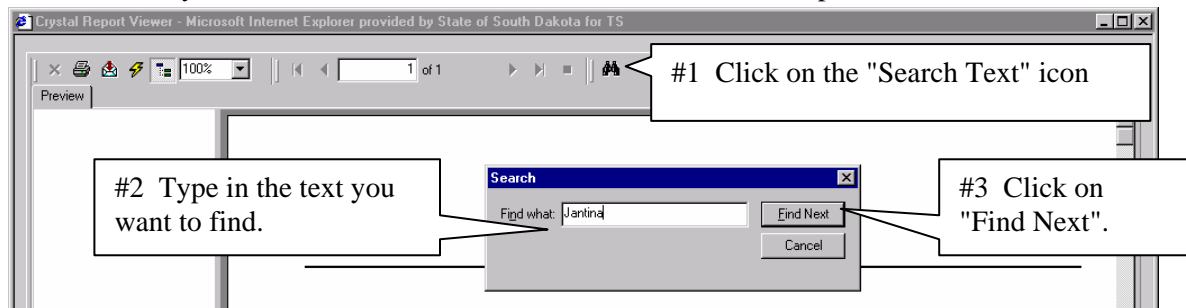 Crystal Report Viewer - Microsoft Internet Explorer provided by State of South Dakota for TS
100%
1 of 1
#1 Click on the "Search Text" icon
Preview
Search
#2 Type in the text you
want to find.
Find what: Jantina
Find Next
#3 Click on
"Find Next".
Cancel